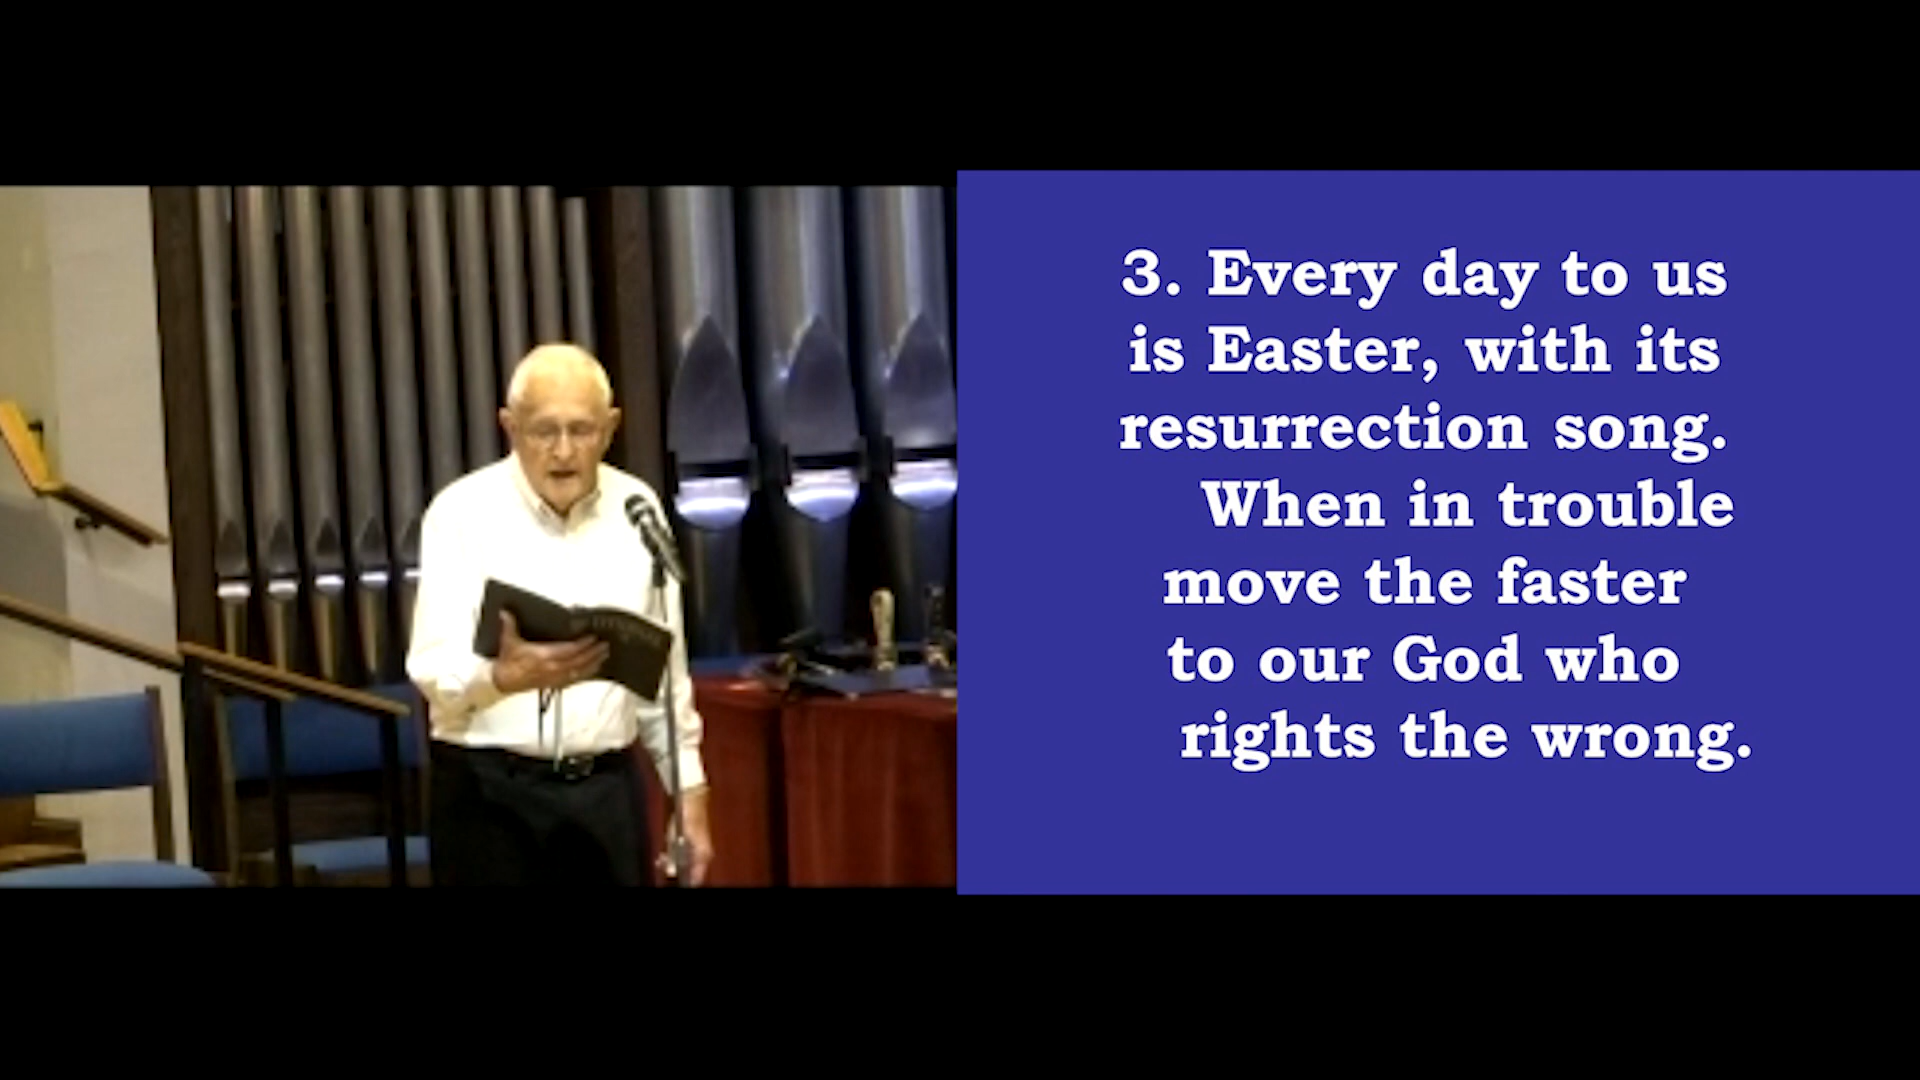 3. Every day to us
is Easter, with its
resurrection song.
When in trouble
move the faster
to our God who
rights the wrong.